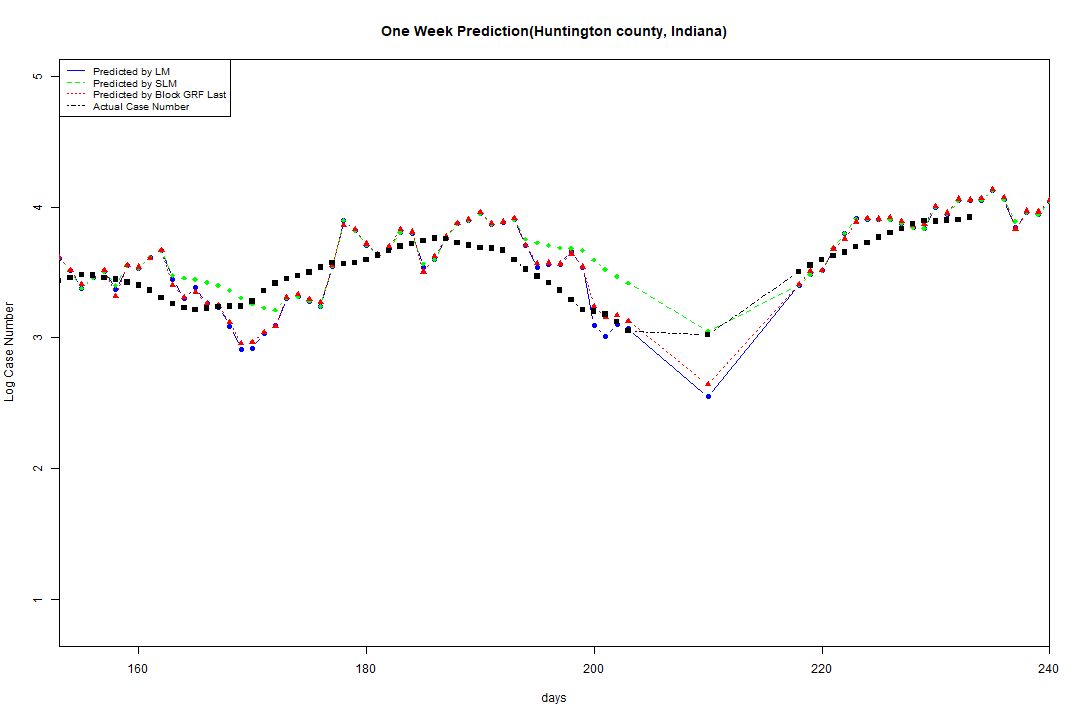 One Week Prediction(Huntington county, Indiana)
Predicted by LM
Predicted by SLM
Predicted by Block GRF Last
Actual Case Number
5
4
3
2
1
Log Case Number
160 180 200 220 240
days